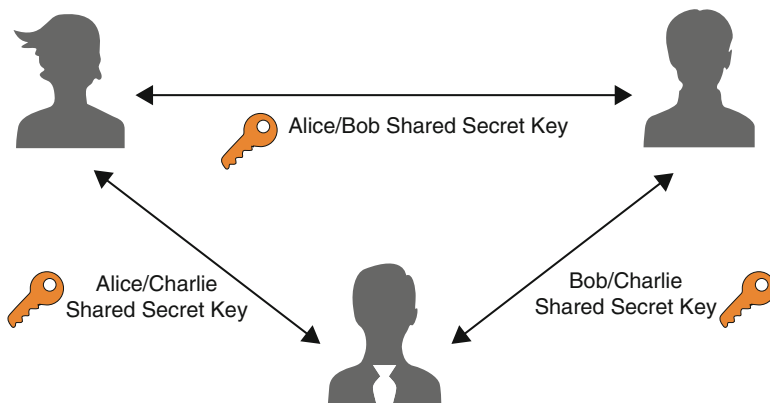 Alice/Bob Shared Secret Key
Alice/Charlie
Shared Secret Key
Bob/Charlie
Shared Secret Key